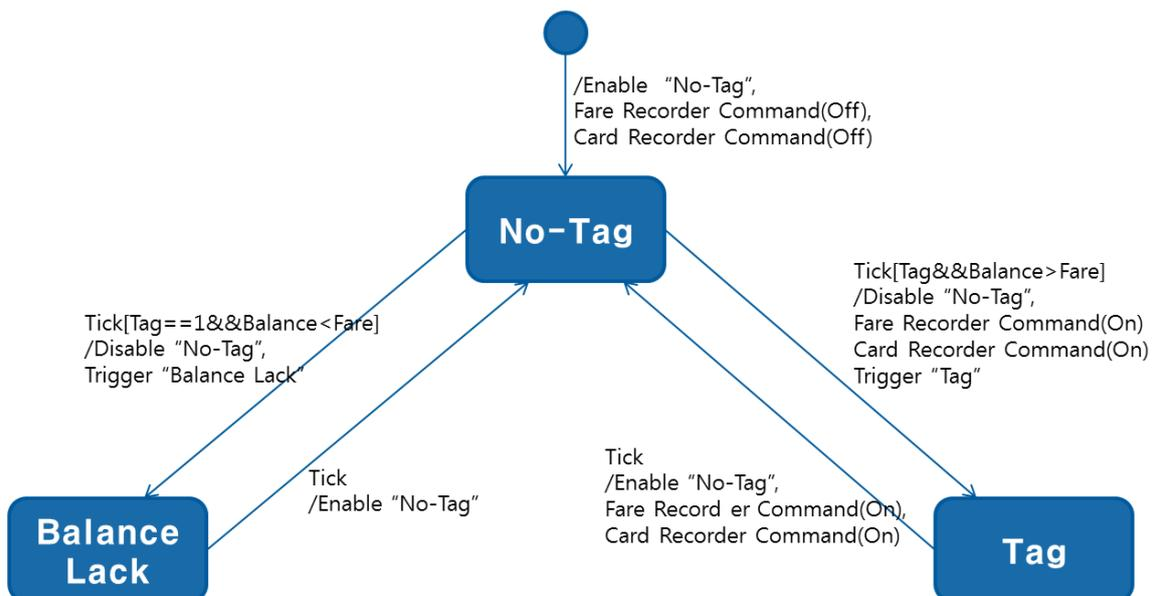 /Enable “No-Tag”,
Fare Recorder Command(Off),
Card Recorder Command(Off)
No-Tag
Tick[Tag&&Balance>Fare]
/Disable “No-Tag”,
Fare Recorder Command(On)
Card Recorder Command(On)
Trigger “Tag”
Tick[Tag==1&&Balance<Fare]
/Disable “No-Tag”,
Trigger “Balance Lack”
Tick
/Enable “No-Tag”
Tick
/Enable “No-Tag”,
Fare Record er Command(On),
Card Recorder Command(On)
Balance
Lack
Tag